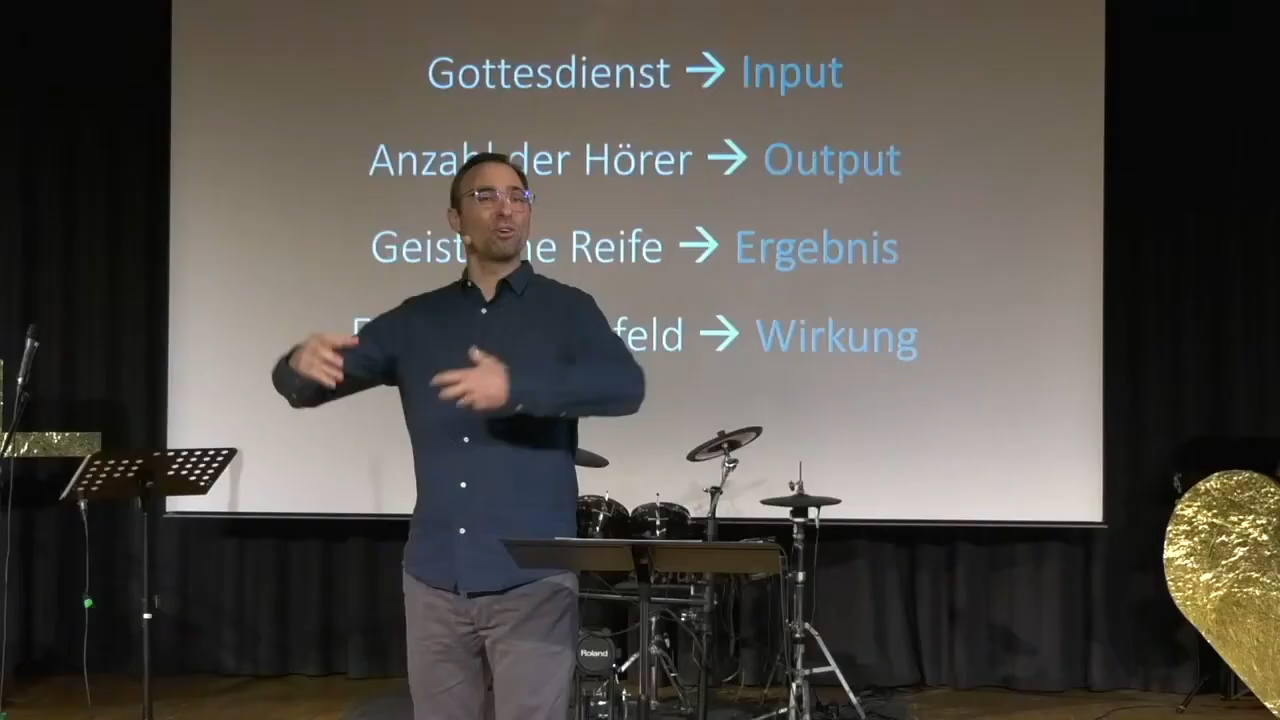 Gottesdienst → Input
der Hörer → Output
Reife → Ergebnis
→ Wirkung
Roland